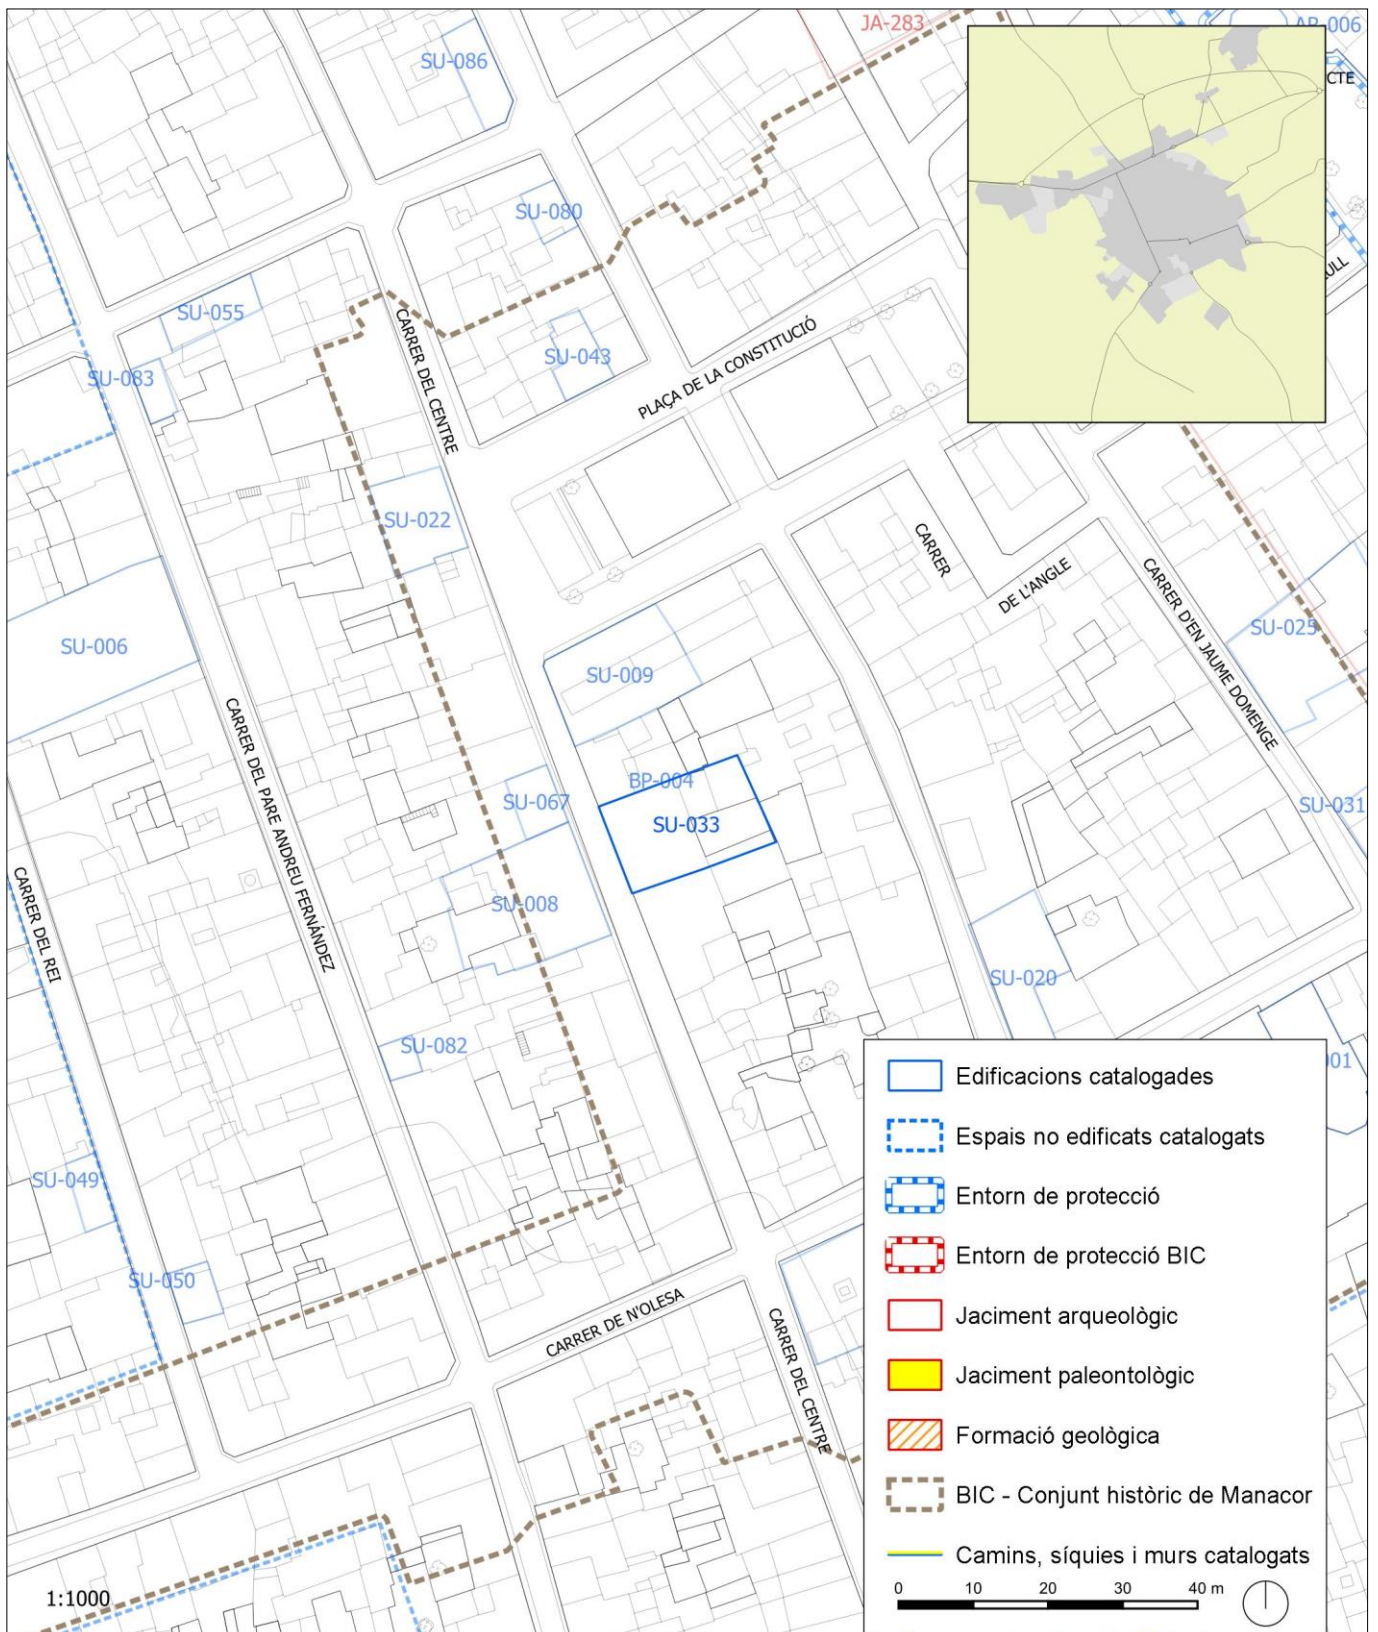 JA-283
AR-006
SU-086
CTE
SU-080
ULL
SU-055
CARRER DEL CENTRE
PLAÇA DE LA CONSTITUCIÓ
SU-043
SU-083
SU-022
CARRER
DE L'ANGLE
CARRER D'EN JAUME DOMENGE
SU-025
SU-006
SU-009
CARRER DEL PARE ANDREU FERNÁNDEZ
BP-004
SU-067
SU-033
SU-031
CARRER DEL REI
SU-008
SU-020
SU-082
001
SU-049
SU-050
CARRER DE N'OLESA
CARRER DEL CENTRE
Edificacions catalogades
Espais no edificats catalogats
Entorn de protecció
Entorn de protecció BIC
Jaciment arqueològic
Jaciment paleontològic
Formació geològica
BIC - Conjunt històric de Manacor
Camins, síquies i murs catalogats
0 10 20 30 40 m
1:1000